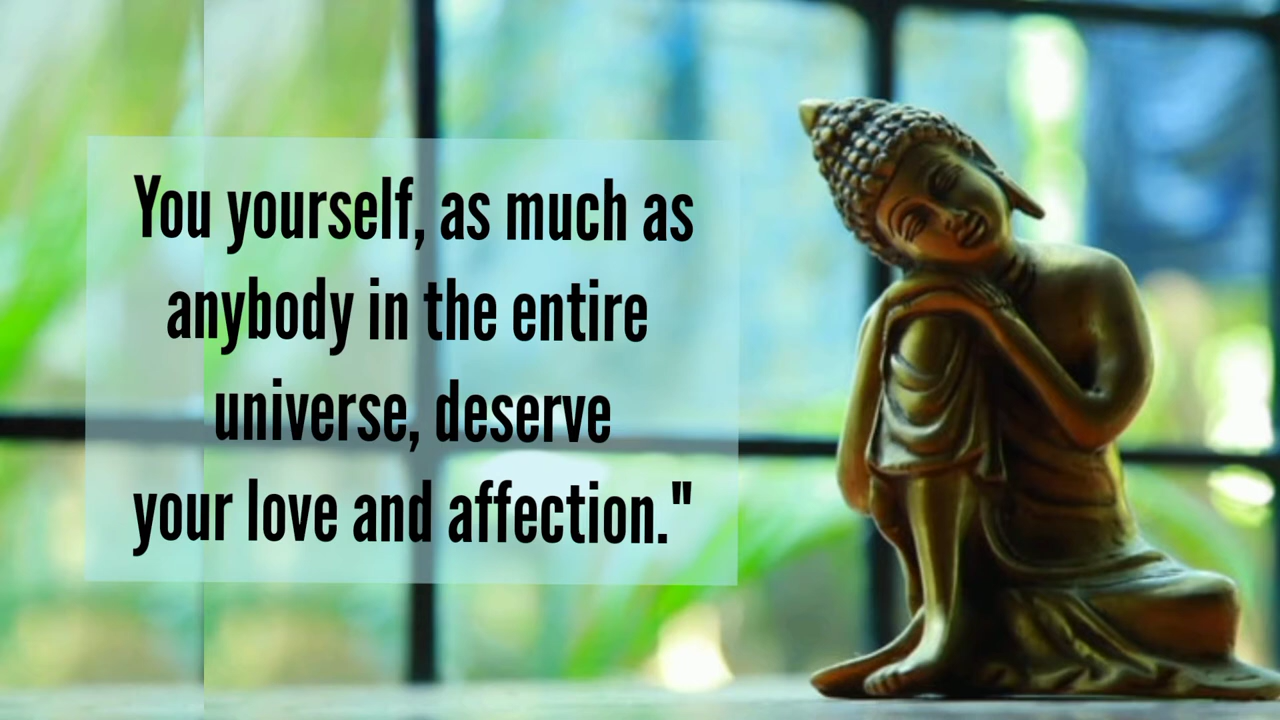 You yourself, as much as
anybody in the entire
universe, deserve
your love and affection."